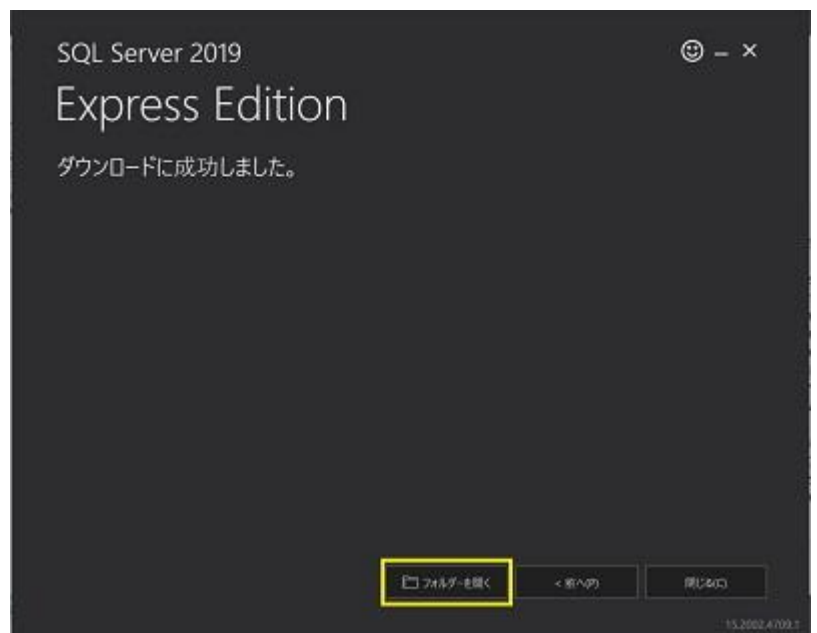 SQL Server 2019
Express Edition
ダウンロードに成功しました。
フォルダーを開く
< 前へ(P)
閉じる(C)
15.2002.4709.1